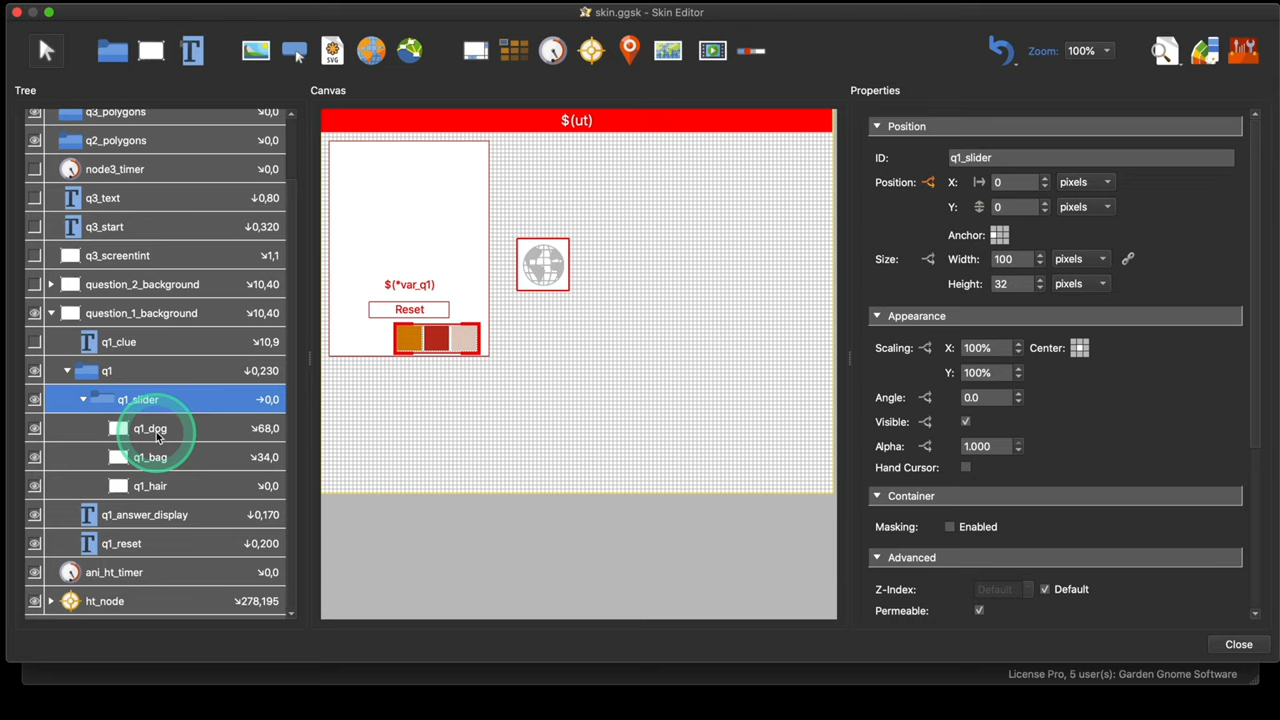 skin.ggsk - Skin Editor
T
SVG
Zoom: 100%
Tree
Canvas
Properties
q3_polygons ↘0,0
q2_polygons ↘0,0
node3_timer ↘0,0
T q3_text ↓0,80
T q3_start ↓0,320
q3_screentint ↘1,1
question_2_background ↘10,40
question_1_background ↘10,40
T q1_clue ↘10,9
q1 ↓0,230
q1_slider →0,0
q1_dog ↘68,0
q1_bag ↘34,0
q1_hair ↘0,0
T q1_answer_display ↓0,170
T q1_reset ↓0,200
ani_ht_timer ↘0,0
ht_node ↘278,195
$(ut)
$(*var_q1)
Reset
Position
ID: q1_slider
Position: X: 0 pixels
Y: 0 pixels
Anchor:
Size: Width: 100 pixels
Height: 32 pixels
Appearance
Scaling: X: 100% Center:
Y: 100%
Angle: 0.0
Visible:
Alpha: 1.000
Hand Cursor:
Container
Masking: Enabled
Advanced
Z-Index: Default Default
Permeable:
Close
License Pro, 5 user(s): Garden Gnome Software